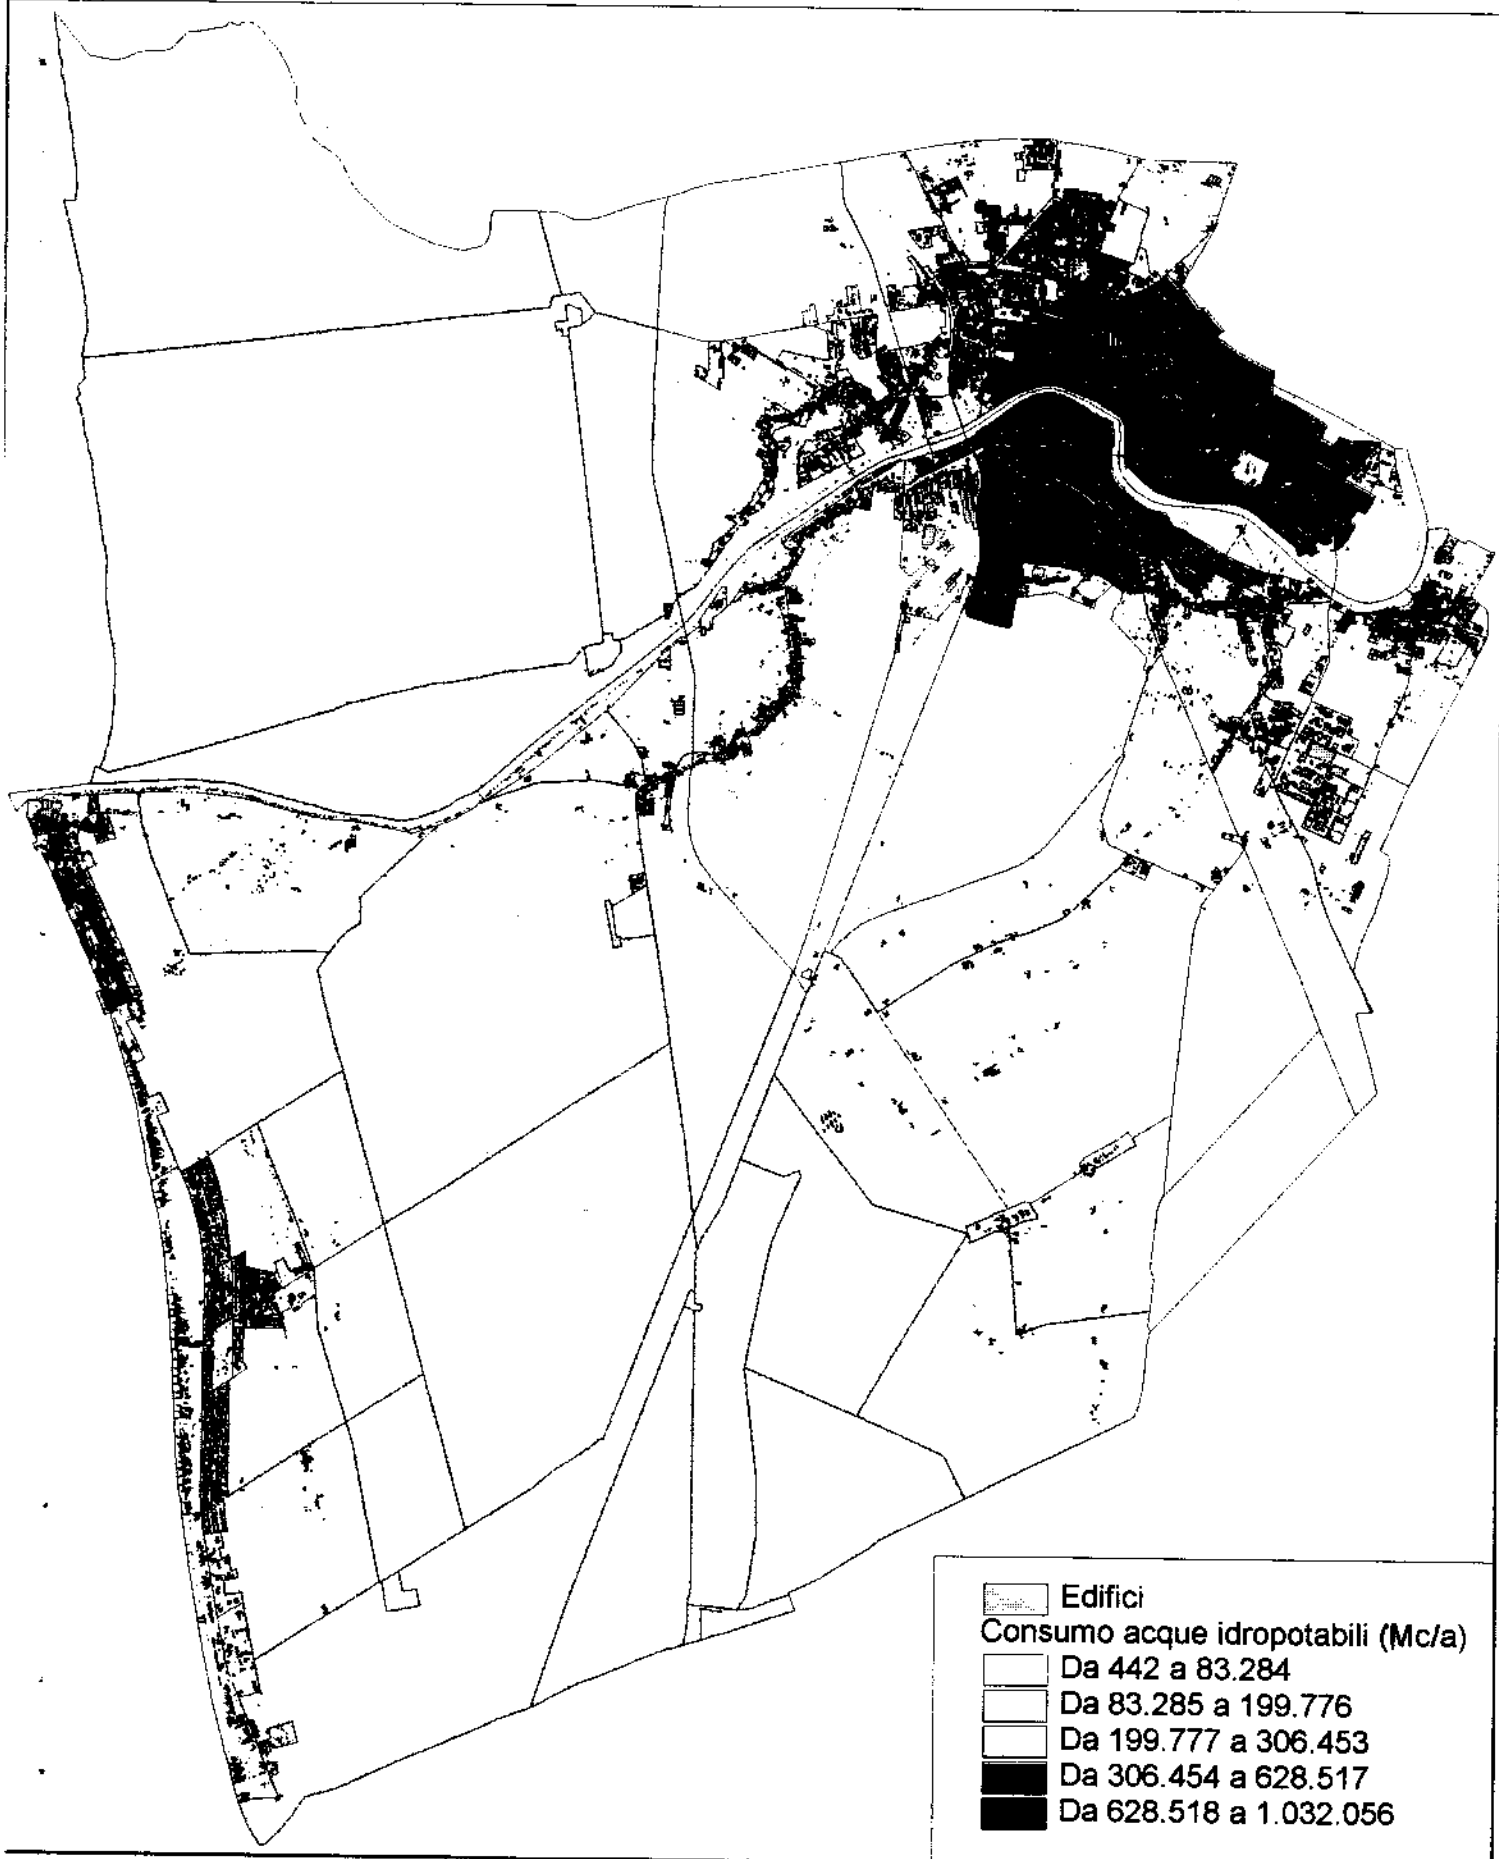 Edifici
Consumo acque idropotabili (Mc/a)
Da 442 a 83.284
Da 83.285 a 199.776
Da 199.777 a 306.453
Da 306.454 a 628.517
Da 628.518 a 1.032.056